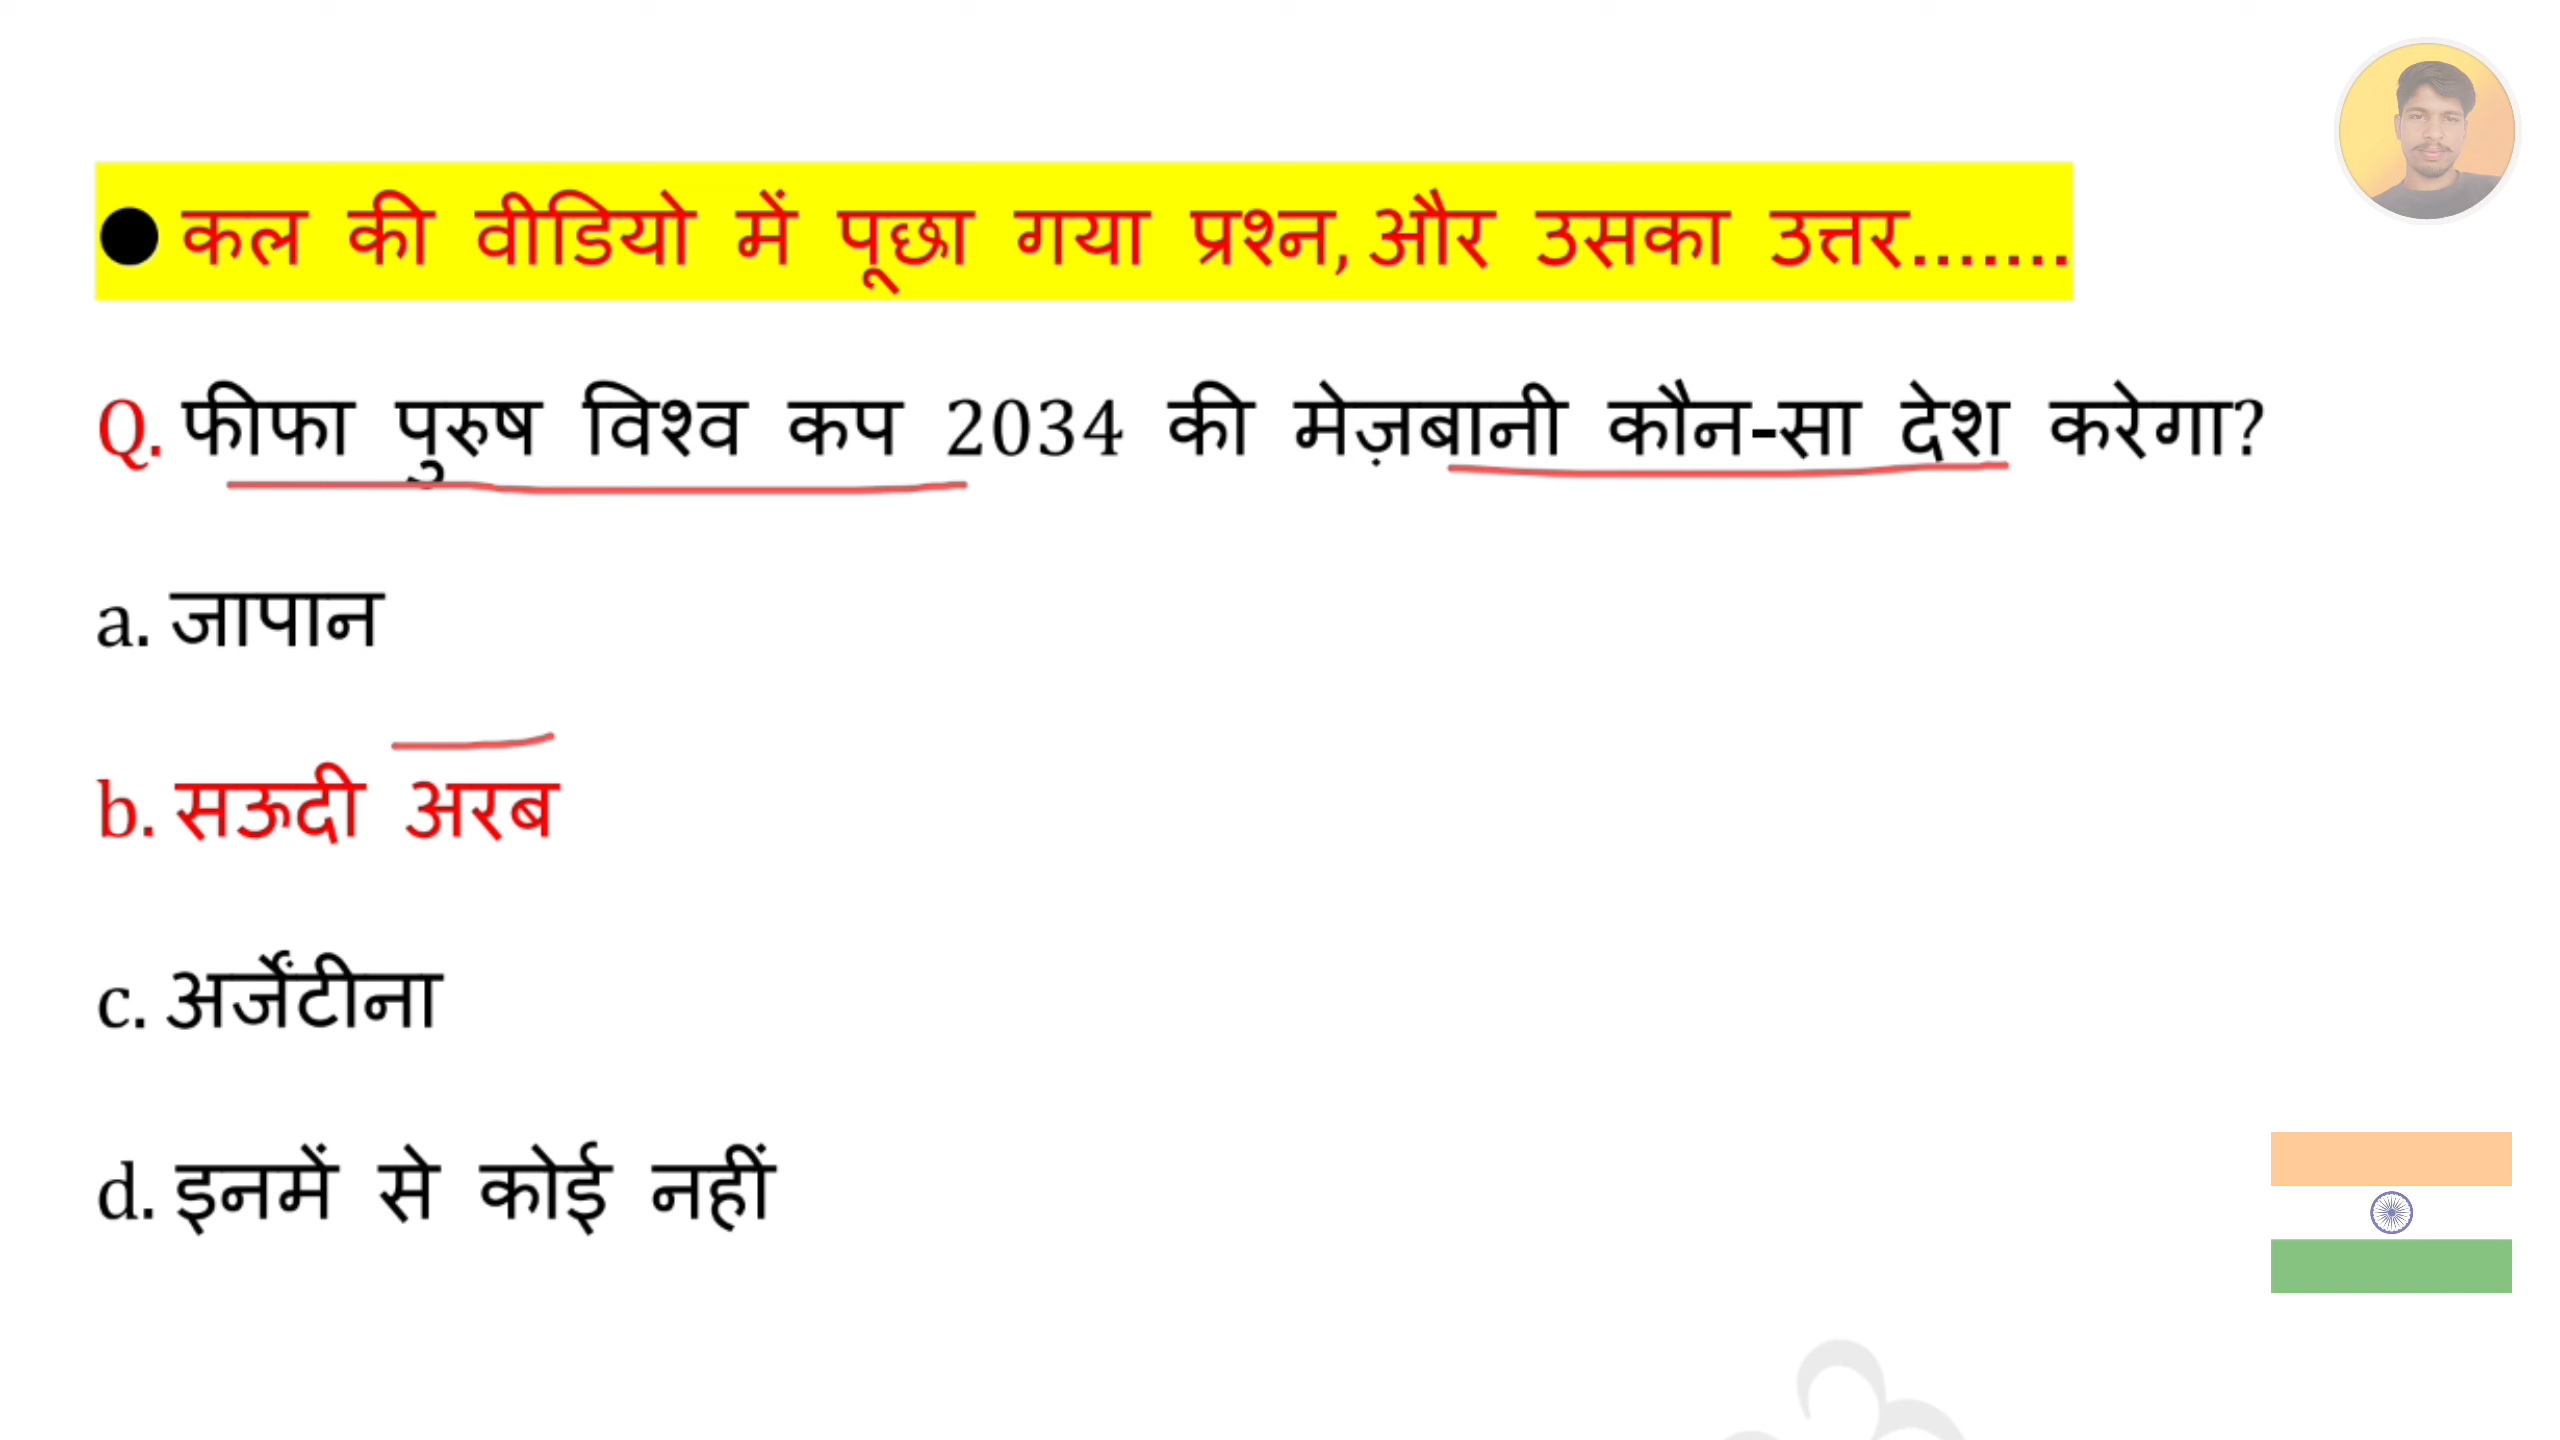 ● कल की वीडियो में पूछा गया प्रश्न, और उसका उत्तर.......
Q. फीफा पुरुष विश्व कप 2034 की मेज़बानी कौन-सा देश करेगा?
a. जापान
b. सऊदी अरब
c. अर्जेंटीना
d. इनमें से कोई नहीं